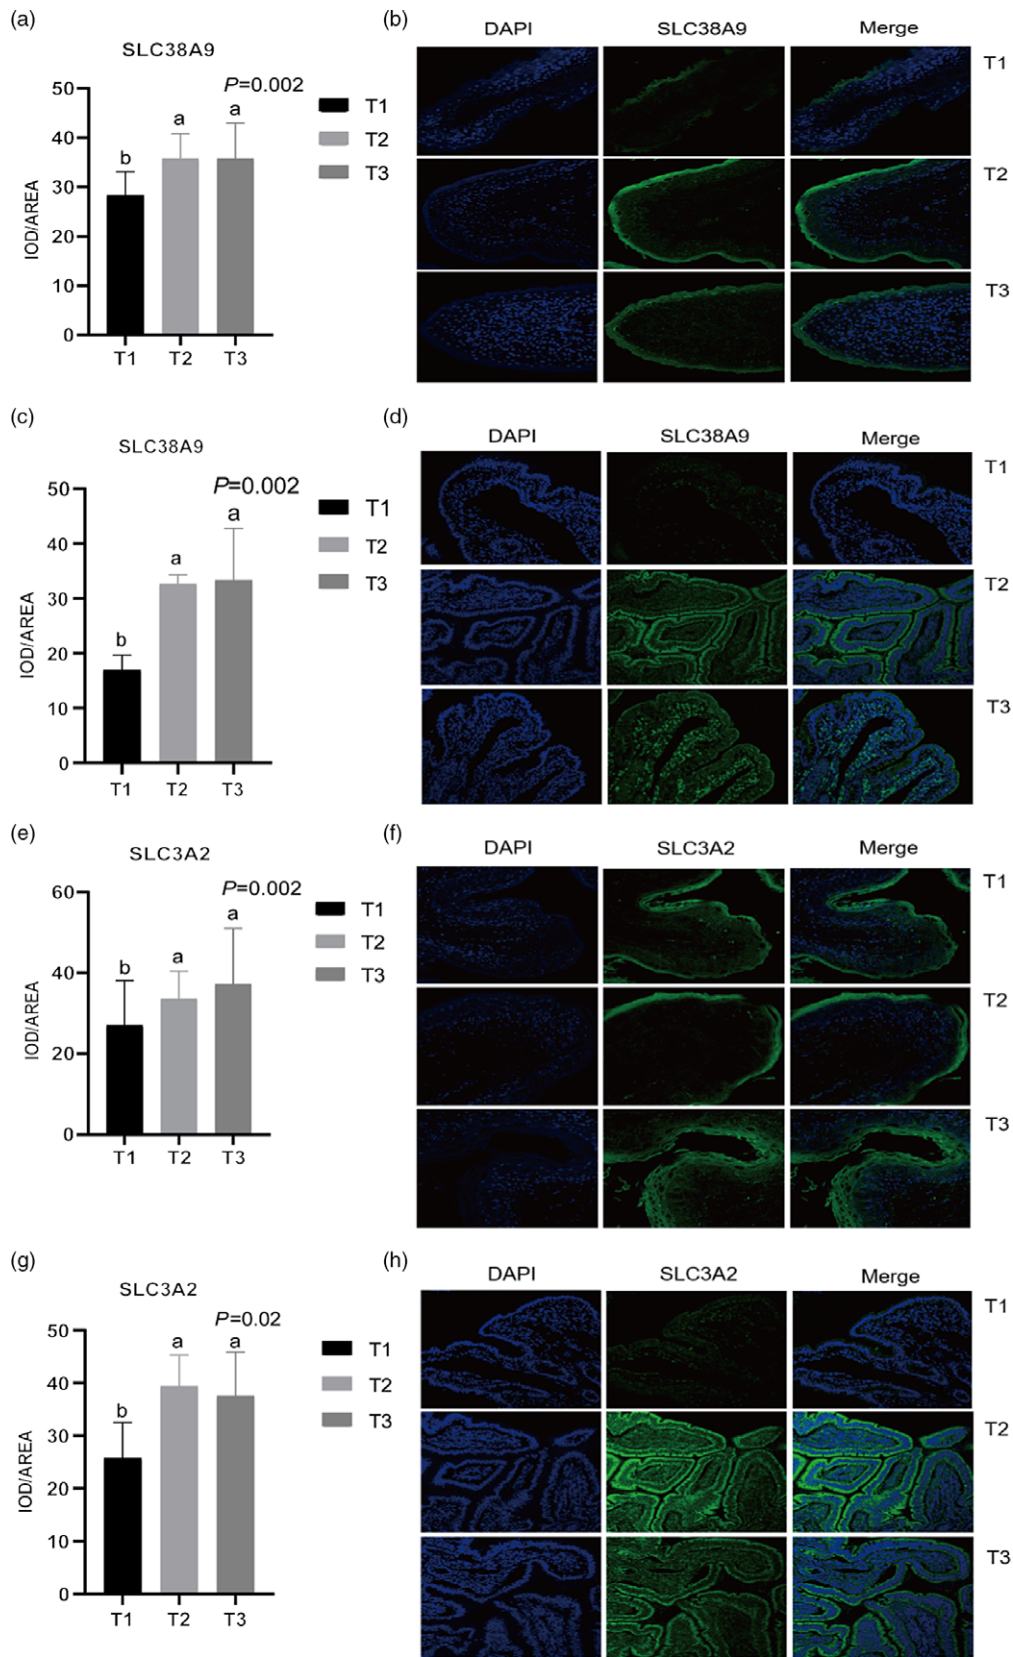 (a)
SLC38A9
P=0.002
50
40
30
20
10
0
IOD/AREA
b
a
a
T1
T2
T3
T1
T2
T3
(b)
DAPI SLC38A9 Merge
T1
T2
T3
(c)
SLC38A9
P=0.002
50
40
30
20
10
0
IOD/AREA
b
a
a
T1
T2
T3
T1
T2
T3
(d)
DAPI SLC38A9 Merge
T1
T2
T3
(e)
SLC3A2
P=0.002
60
40
20
0
IOD/AREA
b
a
a
T1
T2
T3
T1
T2
T3
(f)
DAPI SLC3A2 Merge
T1
T2
T3
(g)
SLC3A2
P=0.02
50
40
30
20
10
0
IOD/AREA
b
a
a
T1
T2
T3
T1
T2
T3
(h)
DAPI SLC3A2 Merge
T1
T2
T3